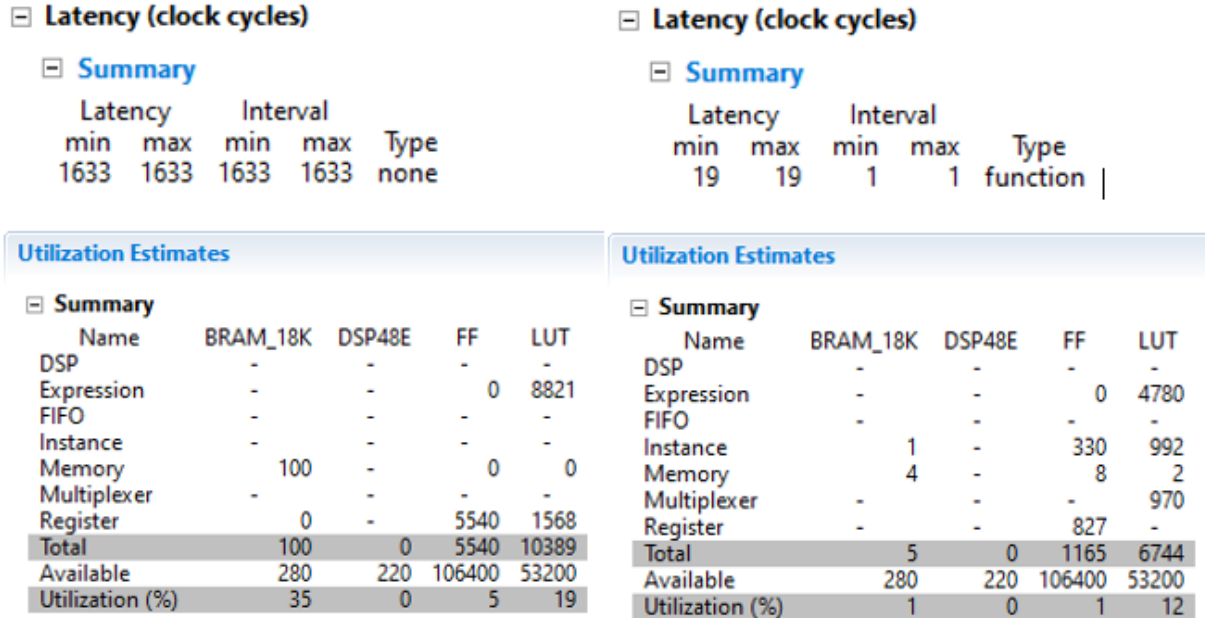 Latency (clock cycles)
Summary
Latency Interval
min max min max Type
1633 1633 1633 1633 none
Utilization Estimates
Summary
Name BRAM_18K DSP48E FF LUT
DSP - - - -
Expression - - 0 8821
FIFO - - - -
Instance - - - -
Memory 100 - 0 0
Multiplexer - - - -
Register 0 - 5540 1568
Total 100 0 5540 10389
Available 280 220 106400 53200
Utilization (%) 35 0 5 19
Latency (clock cycles)
Summary
Latency Interval
min max min max Type
19 19 1 1 function
Utilization Estimates
Summary
Name BRAM_18K DSP48E FF LUT
DSP - - - -
Expression - - 0 4780
FIFO - - - -
Instance 1 - 330 992
Memory 4 - 8 2
Multiplexer - - - 970
Register - - 827 -
Total 5 0 1165 6744
Available 280 220 106400 53200
Utilization (%) 1 0 1 12